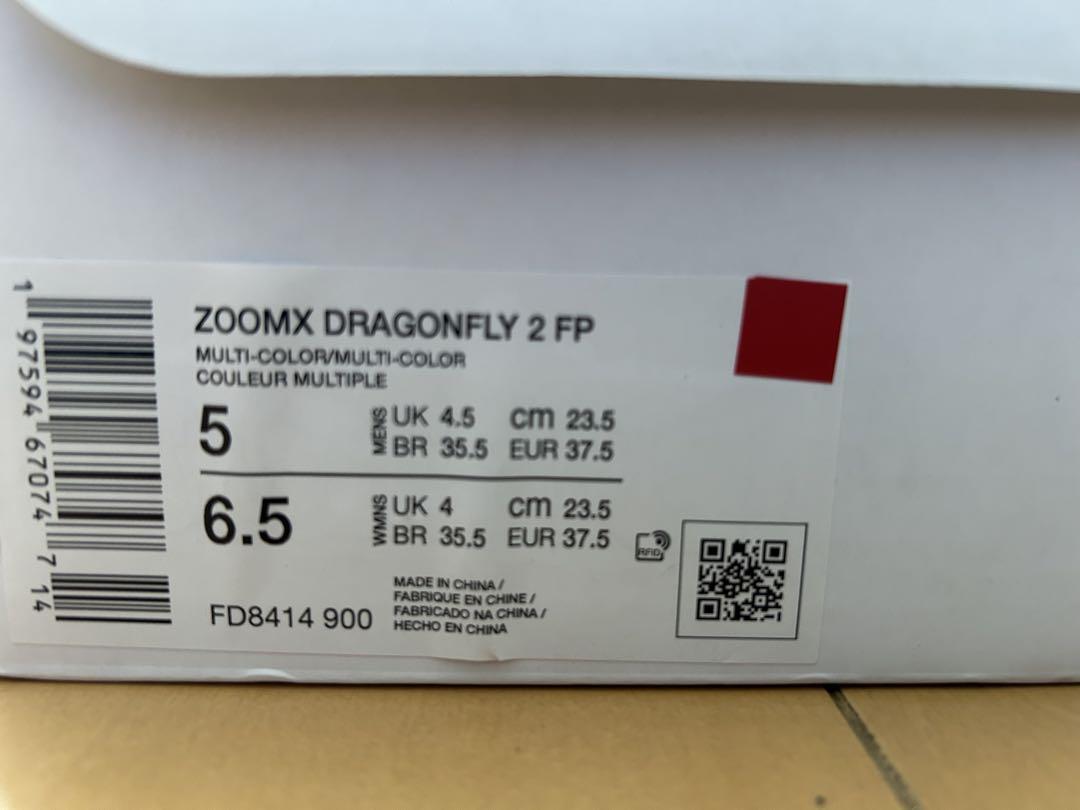 ZOOMX DRAGONFLY 2 FP
MULTI-COLOR/MULTI-COLOR
COULEUR MULTIPLE
5 MENS UK 4.5 cm 23.5
BR 35.5 EUR 37.5
6.5 WMNS UK 4 cm 23.5
BR 35.5 EUR 37.5
RFID
FD8414 900
MADE IN CHINA /
FABRIQUE EN CHINE /
FABRICADO NA CHINA /
HECHO EN CHINA
1 97594 67074 7 14